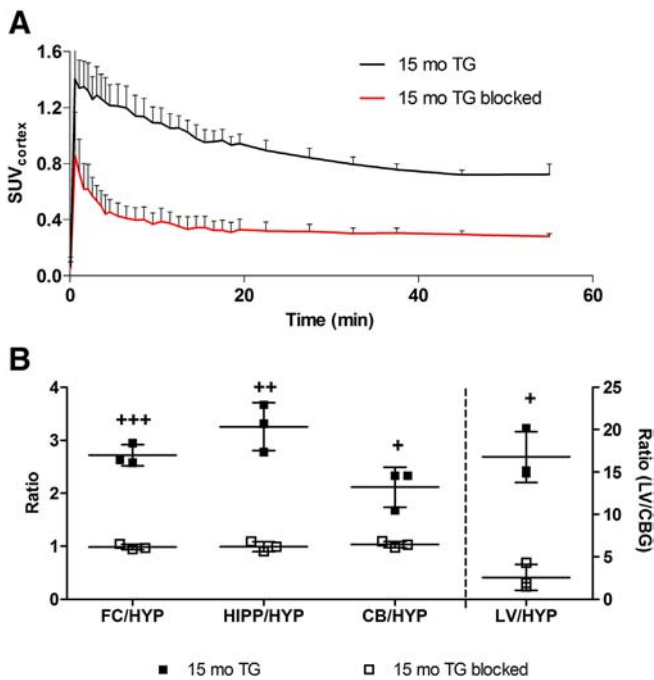 A
1.6
1.2
0.8
0.4
0.0
SUVcortex
15 mo TG
15 mo TG blocked
0
20
40
60
Time (min)
B
4
3
2
1
0
Ratio
+++
++
+
+
25
20
15
10
5
0
Ratio (LV/CBG)
FC/HYP
HIPP/HYP
CB/HYP
LV/HYP
15 mo TG
15 mo TG blocked